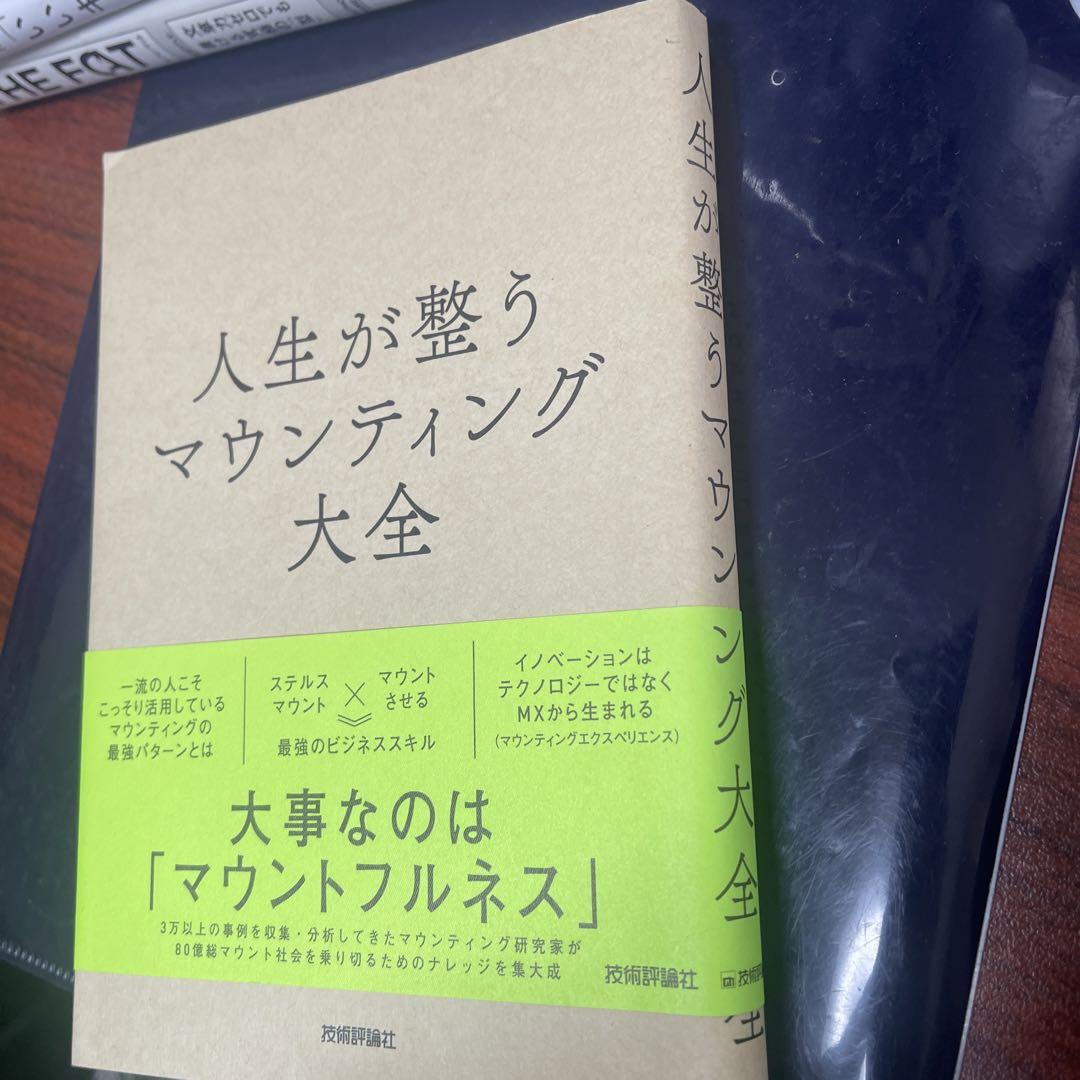 THE FORMAT
人生が整う
マウンティング
大全
一流の人こそ
こっそり活用している
マウンティングの
最強パターンとは
ステルス
マウント
×
マウント
させる
最強のビジネススキル
イノベーションは
テクノロジーではなく
MXから生まれる
(マウンティングエクスペリエンス)
大事なのは
「マウントフルネス」
3万以上の事例を収集・分析してきたマウンティング研究家が
80億総マウント社会を乗り切るためのナレッジを集大成
技術評論社
技術評論社
人生が整うマウンティング大全
技術評